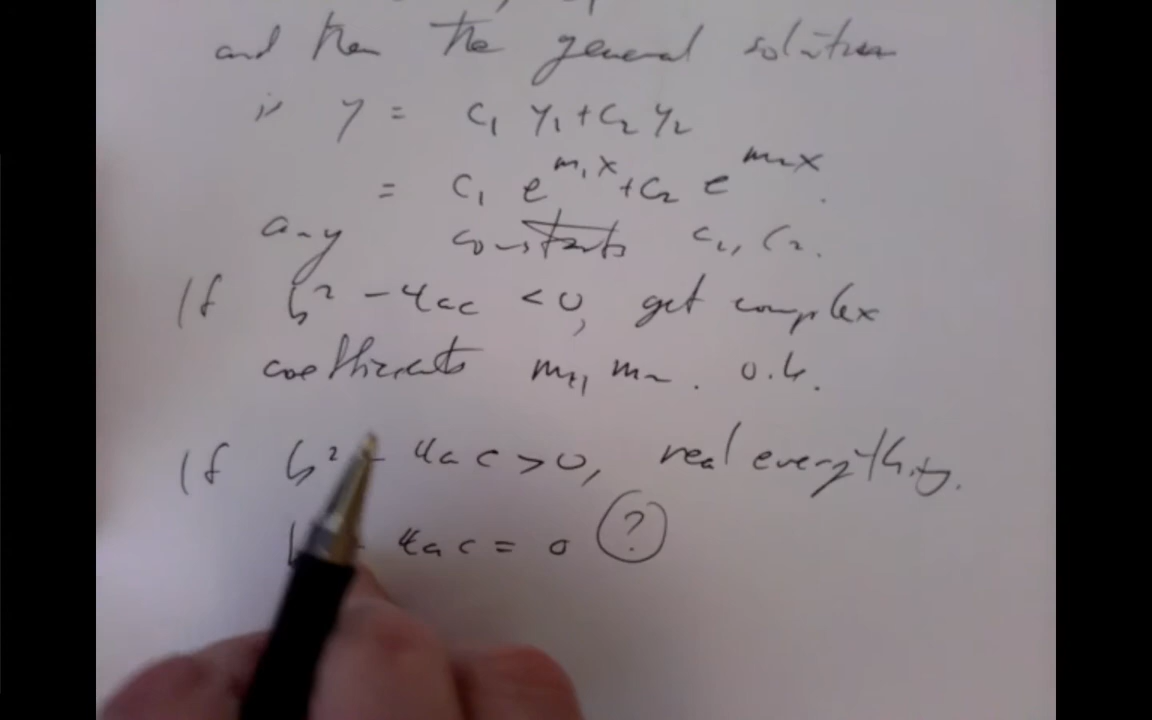 and then the general solution
is y = c₁ y₁ + c₂ y₂
= c₁ e^{m₁x} + c₂ e^{m₂x}.
any constants c₁, c₂.
If b² - 4ac < 0, get complex
coefficients m₁, m₂. o.k.
If b² - 4ac > 0, real everything.
- 4ac = 0 ?